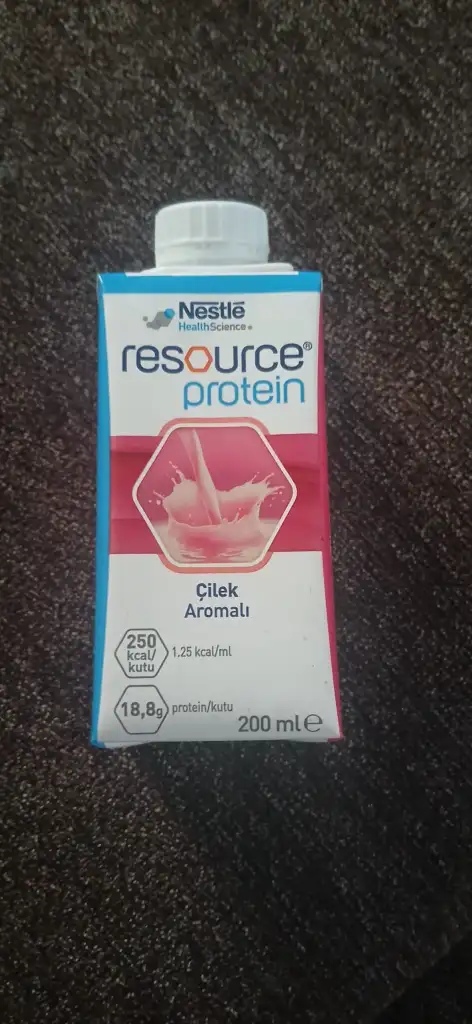 Nestlé
HealthScience
resource®
protein
Çilek
Aromalı
250
kcal/
kutu
1.25 kcal/ml
18,8g
protein/kutu
200 ml e